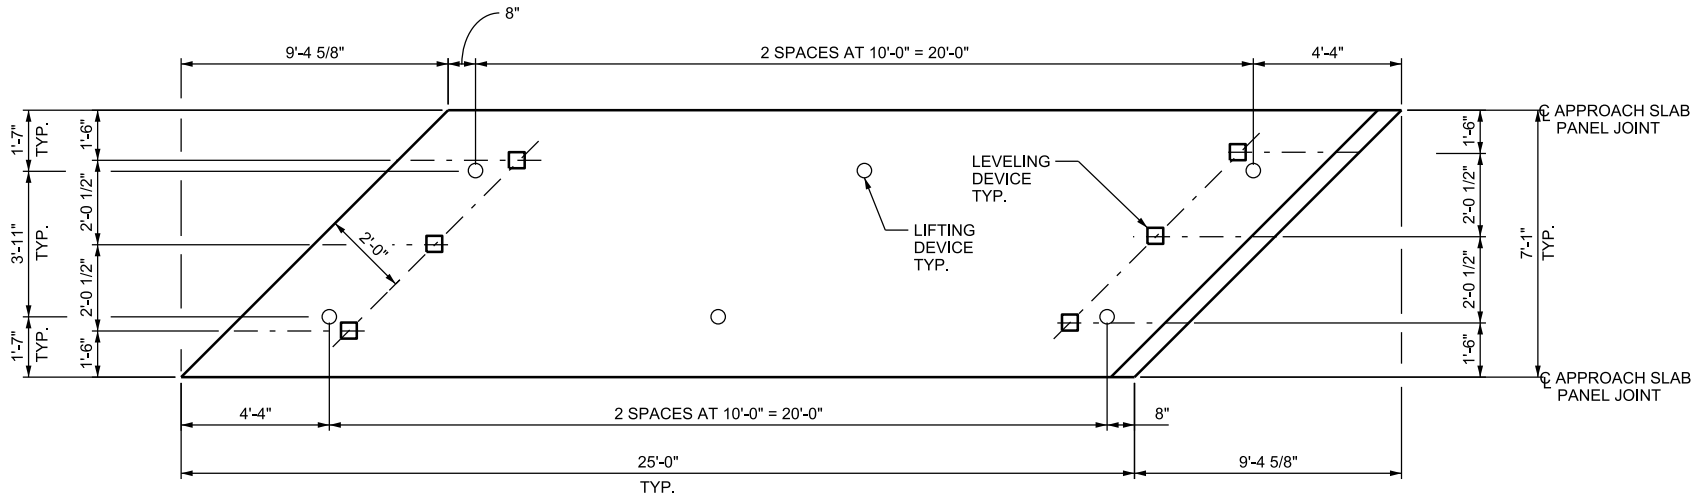 8"
9'-4 5/8"
2 SPACES AT 10'-0" = 20'-0"
4'-4"
1'-7"
TYP.
1'-6"
1'-6"
℄ APPROACH SLAB
PANEL JOINT
LEVELING
DEVICE
TYP.
2'-0 1/2"
2'-0 1/2"
3'-11"
TYP.
2'-0"
LIFTING
DEVICE
TYP.
7'-1"
TYP.
2'-0 1/2"
2'-0 1/2"
1'-7"
TYP.
1'-6"
1'-6"
℄ APPROACH SLAB
PANEL JOINT
4'-4"
2 SPACES AT 10'-0" = 20'-0"
8"
25'-0"
TYP.
9'-4 5/8"